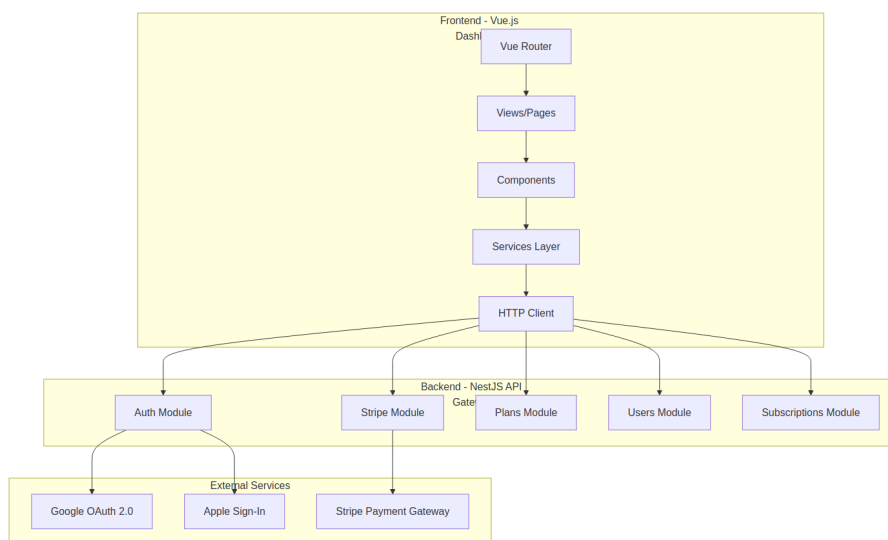 Frontend - Vue.js
Vue Router
Views/Pages
Components
Services Layer
HTTP Client
Backend - NestJS API
Auth Module
Stripe Module
Plans Module
Users Module
Subscriptions Module
External Services
Google OAuth 2.0
Apple Sign-In
Stripe Payment Gateway